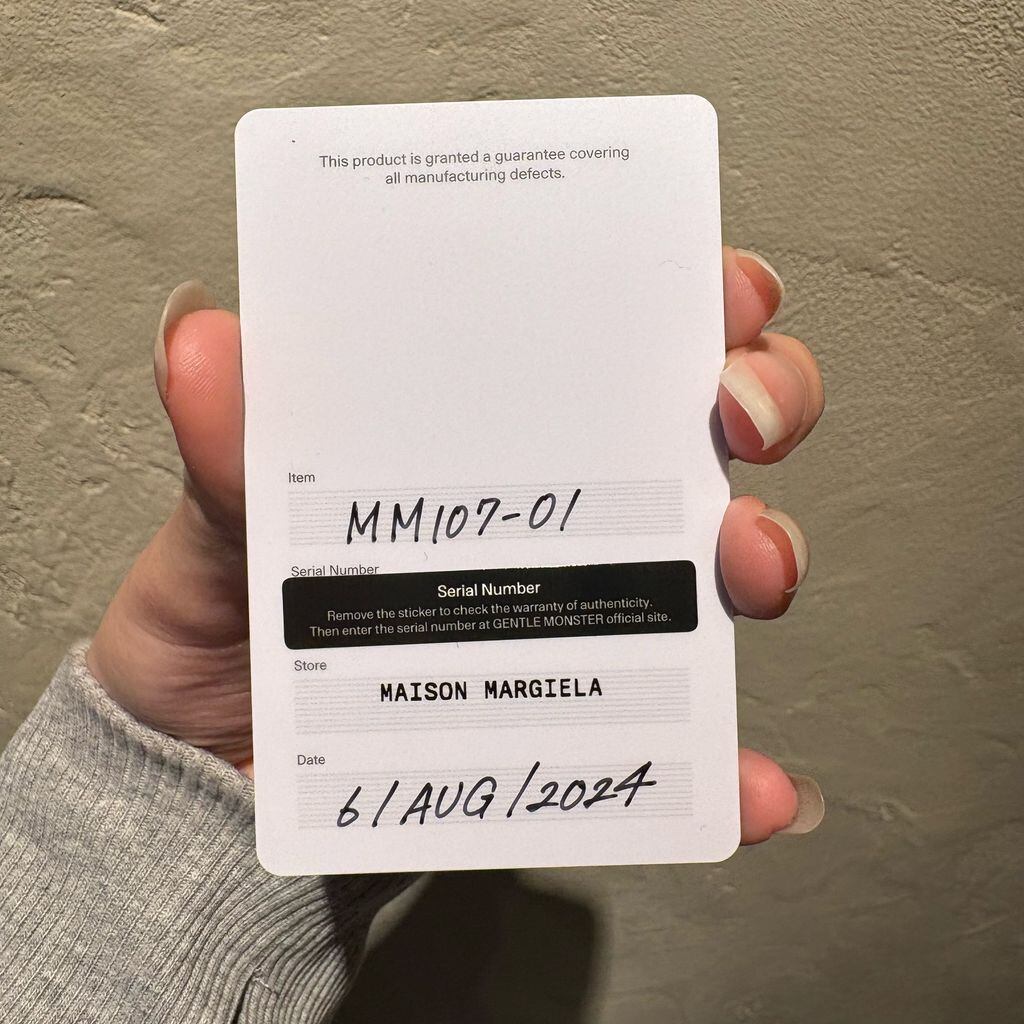 This product is granted a guarantee covering
all manufacturing defects.
Item
MM107-01
Serial Number
Serial Number
Remove the sticker to check the warranty of authenticity.
Then enter the serial number at GENTLE MONSTER official site.
Store
MAISON MARGIELA
Date
6/AUG/2024